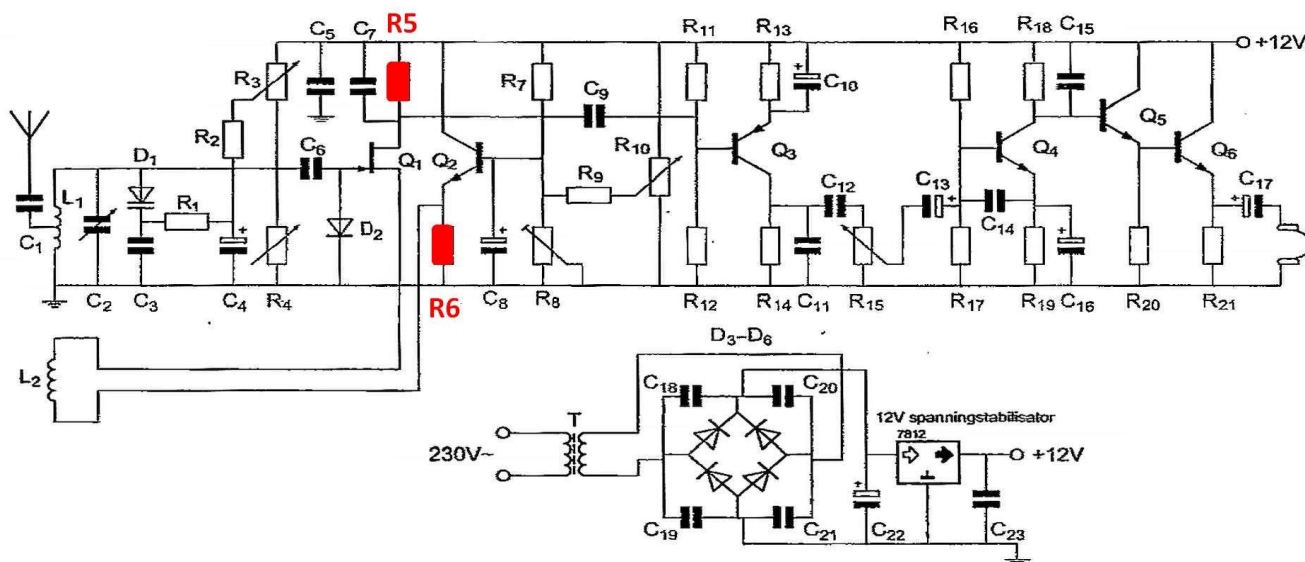 R5
C5 C7 R11 R13 R16 R18 C15
+12V
R3 R7 C9 C10
R2 Q5
D1 C6 Q1 Q2 R10 Q3 Q4 Q6
L1 R1 R9 C12 C13 C17
C1 D2 C14
C2 C3 C4 R4 R6 C8 R8 R12 R14 C11 R15 R17 R19 C16 R20 R21
D3–D6
L2
C18 C20
T 12V spanningstabilisator
7812
230V~ +12V
C19 C21 C22 C23